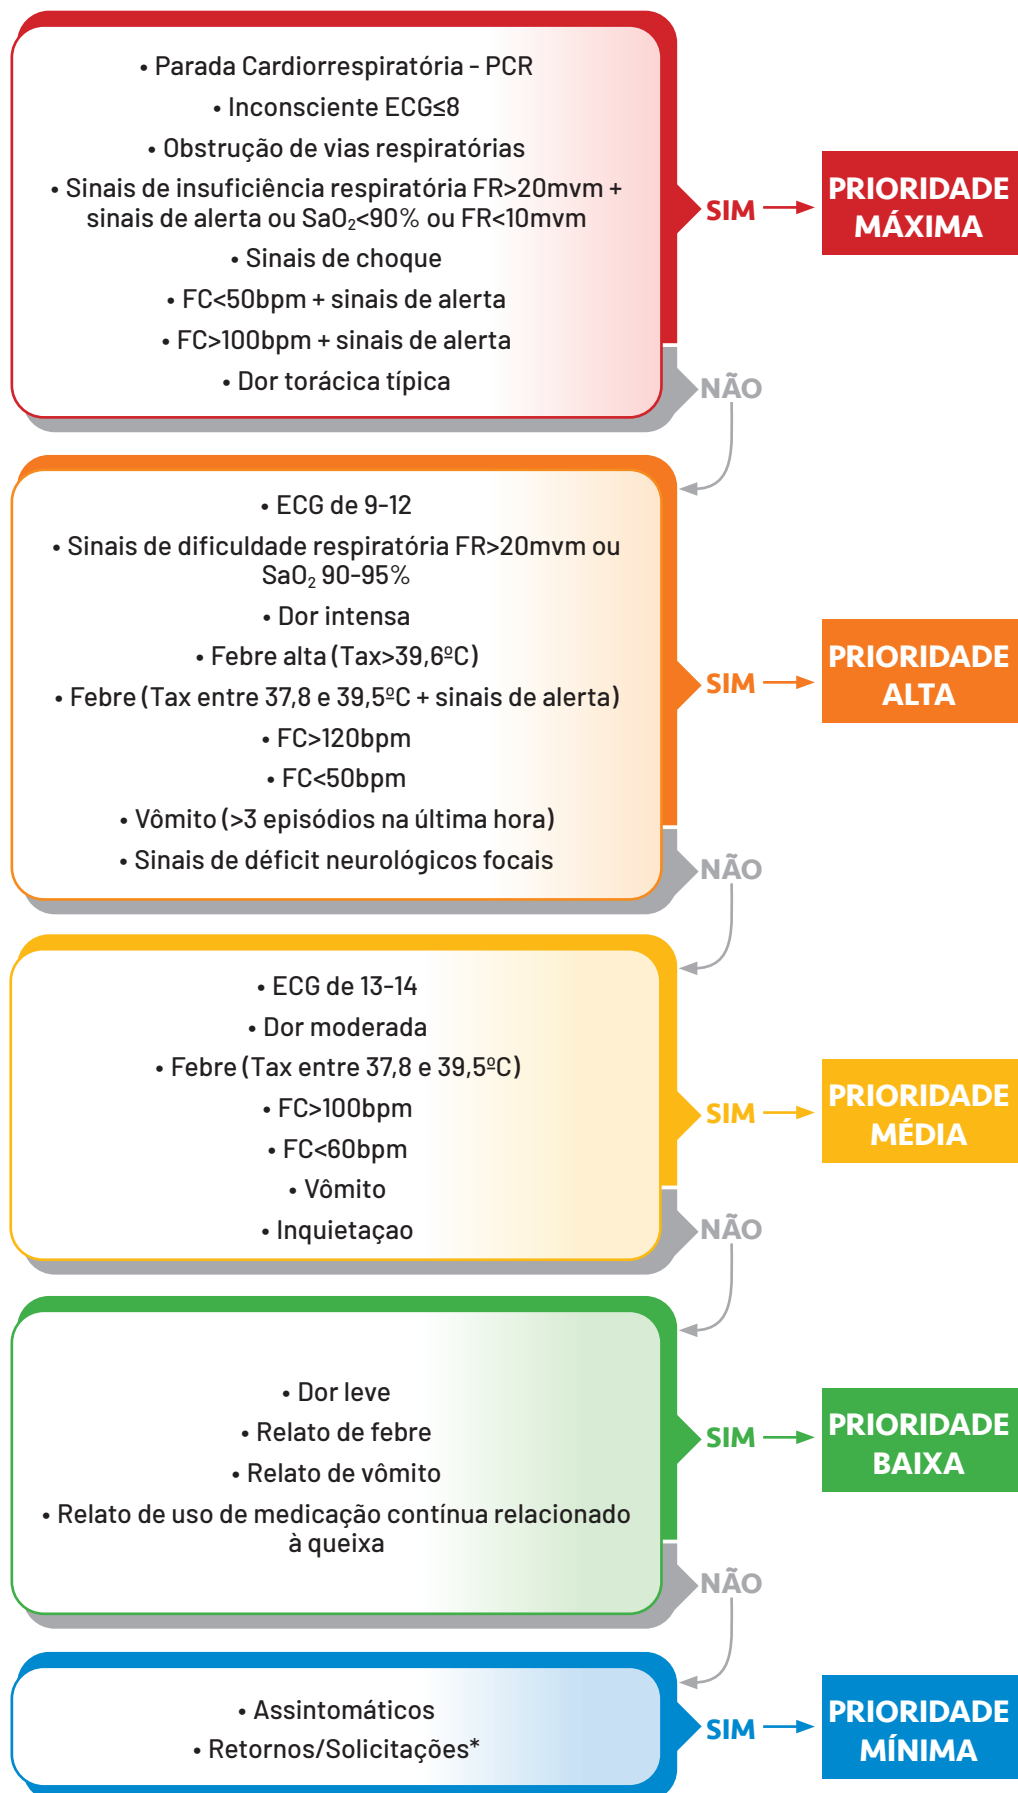 • Parada Cardiorrespiratória - PCR
• Inconsciente ECG≤8
• Obstrução de vias respiratórias
• Sinais de insuficiência respiratória FR>20mvm +
sinais de alerta ou SaO₂<90% ou FR<10mvm
• Sinais de choque
• FC<50bpm + sinais de alerta
• FC>100bpm + sinais de alerta
• Dor torácica típica
SIM
PRIORIDADE
MÁXIMA
NÃO
• ECG de 9-12
• Sinais de dificuldade respiratória FR>20mvm ou
SaO₂ 90-95%
• Dor intensa
• Febre alta (Tax>39,6ºC)
• Febre (Tax entre 37,8 e 39,5ºC + sinais de alerta)
• FC>120bpm
• FC<50bpm
• Vômito (>3 episódios na última hora)
• Sinais de déficit neurológicos focais
SIM
PRIORIDADE
ALTA
NÃO
• ECG de 13-14
• Dor moderada
• Febre (Tax entre 37,8 e 39,5ºC)
• FC>100bpm
• FC<60bpm
• Vômito
• Inquietaçao
SIM
PRIORIDADE
MÉDIA
NÃO
• Dor leve
• Relato de febre
• Relato de vômito
• Relato de uso de medicação contínua relacionado
à queixa
SIM
PRIORIDADE
BAIXA
NÃO
• Assintomáticos
• Retornos/Solicitações*
SIM
PRIORIDADE
MÍNIMA